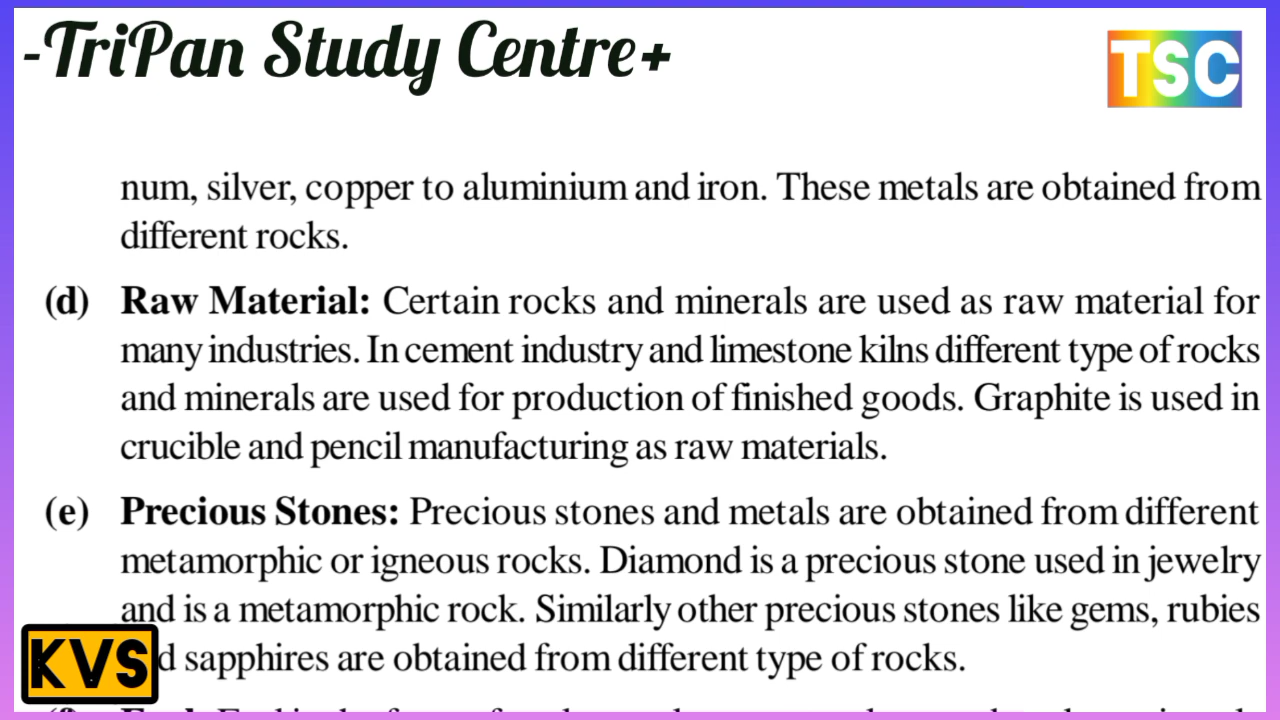 -TriPan Study Centre+
TSC
num, silver, copper to aluminium and iron. These metals are obtained from
different rocks.
(d) Raw Material: Certain rocks and minerals are used as raw material for
many industries. In cement industry and limestone kilns different type of rocks
and minerals are used for production of finished goods. Graphite is used in
crucible and pencil manufacturing as raw materials.
(e) Precious Stones: Precious stones and metals are obtained from different
metamorphic or igneous rocks. Diamond is a precious stone used in jewelry
and is a metamorphic rock. Similarly other precious stones like gems, rubies
d sapphires are obtained from different type of rocks.
KVS